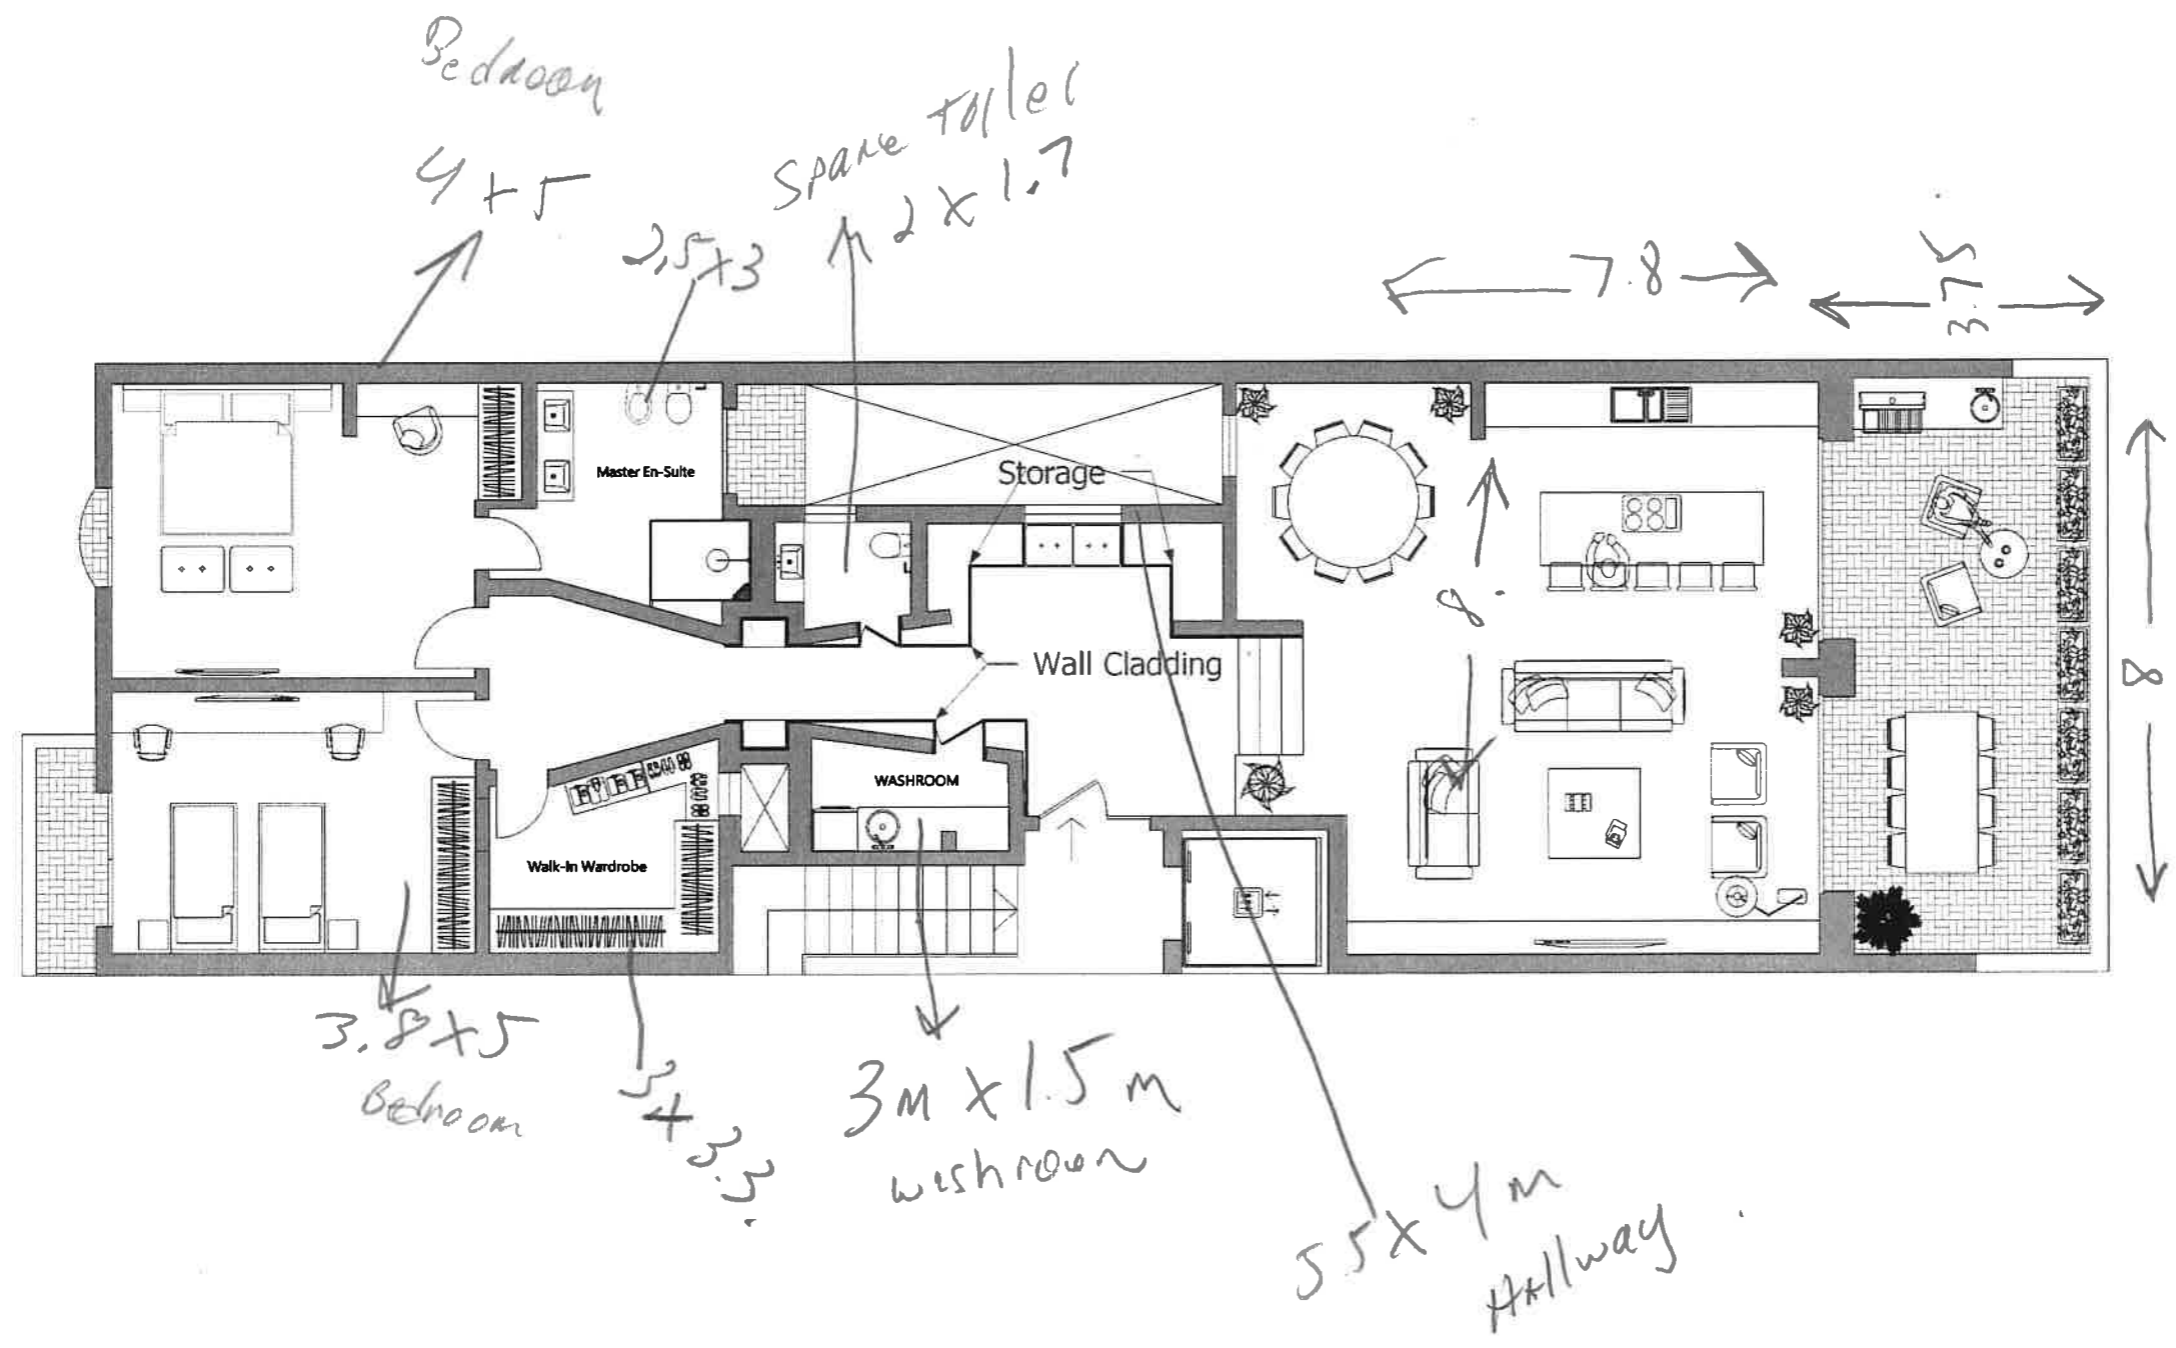 Bedroom
4 + 5
Spare toilet
2 x 1.7
2,5 x 3
7.8
3.75
Master En-Suite
Storage
8.
Wall Cladding
8
WASHROOM
Walk-In Wardrobe
3.8 x 5
Bedroom
3
x
3.3.
3m x 1.5 m
washroom
5.5 x 4 m
Hallway